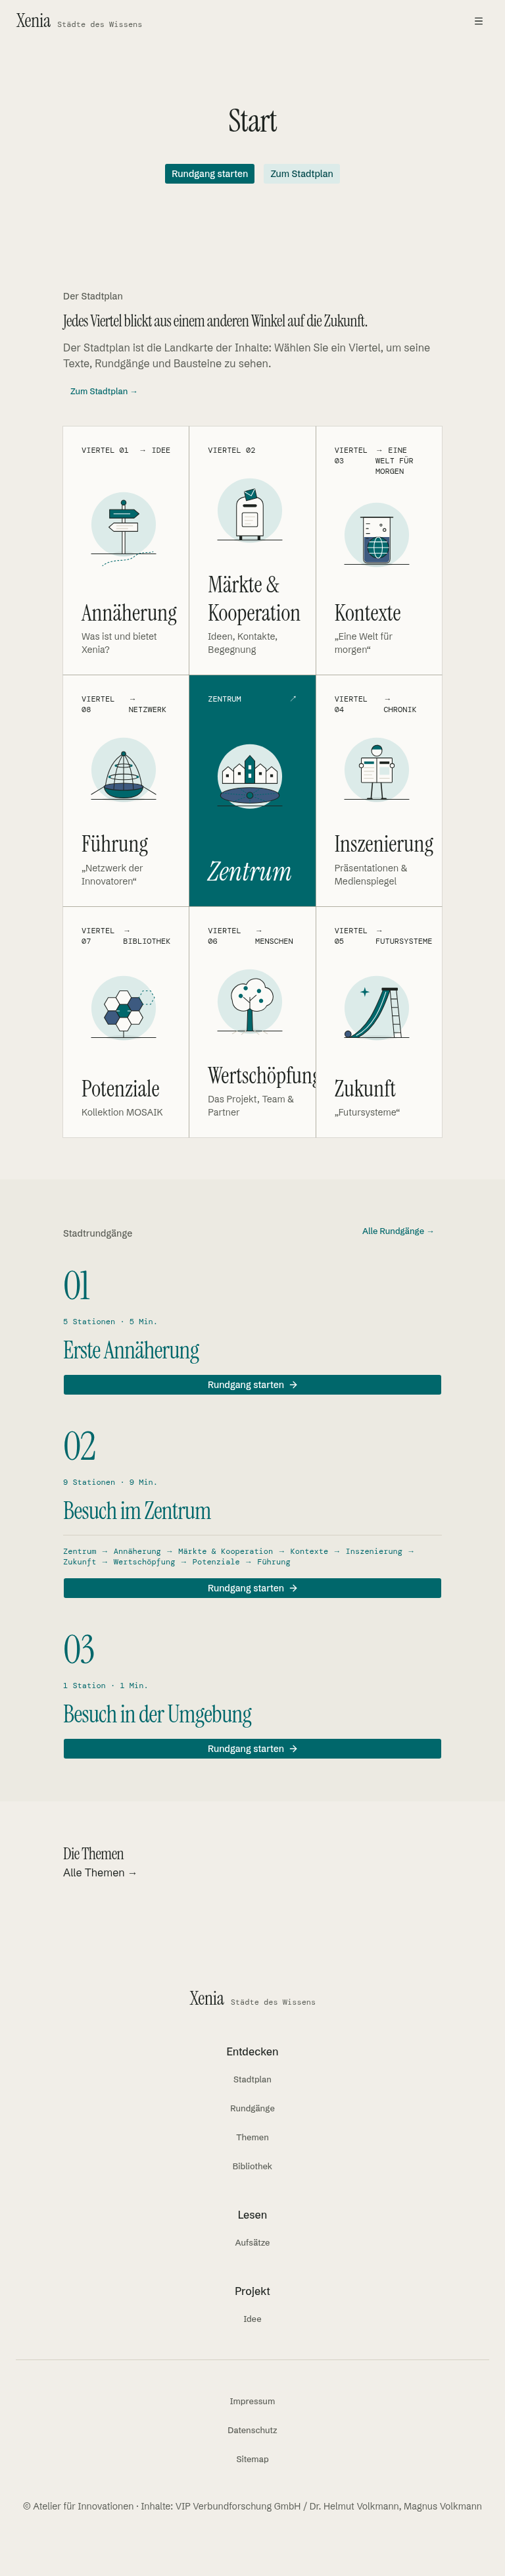 Xenia Städte des Wissens
Start
Rundgang starten
Zum Stadtplan
Der Stadtplan
Jedes Viertel blickt aus einem anderen Winkel auf die Zukunft.
Der Stadtplan ist die Landkarte der Inhalte: Wählen Sie ein Viertel, um seine
Texte, Rundgänge und Bausteine zu sehen.
Zum Stadtplan →
VIERTEL 01 → IDEE
Annäherung
Was ist und bietet
Xenia?
VIERTEL 02
Märkte &
Kooperation
Ideen, Kontakte,
Begegnung
VIERTEL → EINE
03 WELT FÜR
MORGEN
Kontexte
„Eine Welt für
morgen“
VIERTEL →
08 NETZWERK
Führung
„Netzwerk der
Innovatoren“
ZENTRUM ↗
Zentrum
VIERTEL →
04 CHRONIK
Inszenierung
Präsentationen &
Medienspiegel
VIERTEL →
07 BIBLIOTHEK
Potenziale
Kollektion MOSAIK
VIERTEL →
06 MENSCHEN
Wertschöpfung
Das Projekt, Team &
Partner
VIERTEL →
05 FUTURSYSTEME
Zukunft
„Futursysteme“
Stadtrundgänge
Alle Rundgänge →
01
5 Stationen · 5 Min.
Erste Annäherung
Rundgang starten →
02
9 Stationen · 9 Min.
Besuch im Zentrum
Zentrum → Annäherung → Märkte & Kooperation → Kontexte → Inszenierung →
Zukunft → Wertschöpfung → Potenziale → Führung
Rundgang starten →
03
1 Station · 1 Min.
Besuch in der Umgebung
Rundgang starten →
Die Themen
Alle Themen →
Xenia Städte des Wissens
Entdecken
Stadtplan
Rundgänge
Themen
Bibliothek
Lesen
Aufsätze
Projekt
Idee
Impressum
Datenschutz
Sitemap
© Atelier für Innovationen · Inhalte: VIP Verbundforschung GmbH / Dr. Helmut Volkmann, Magnus Volkmann